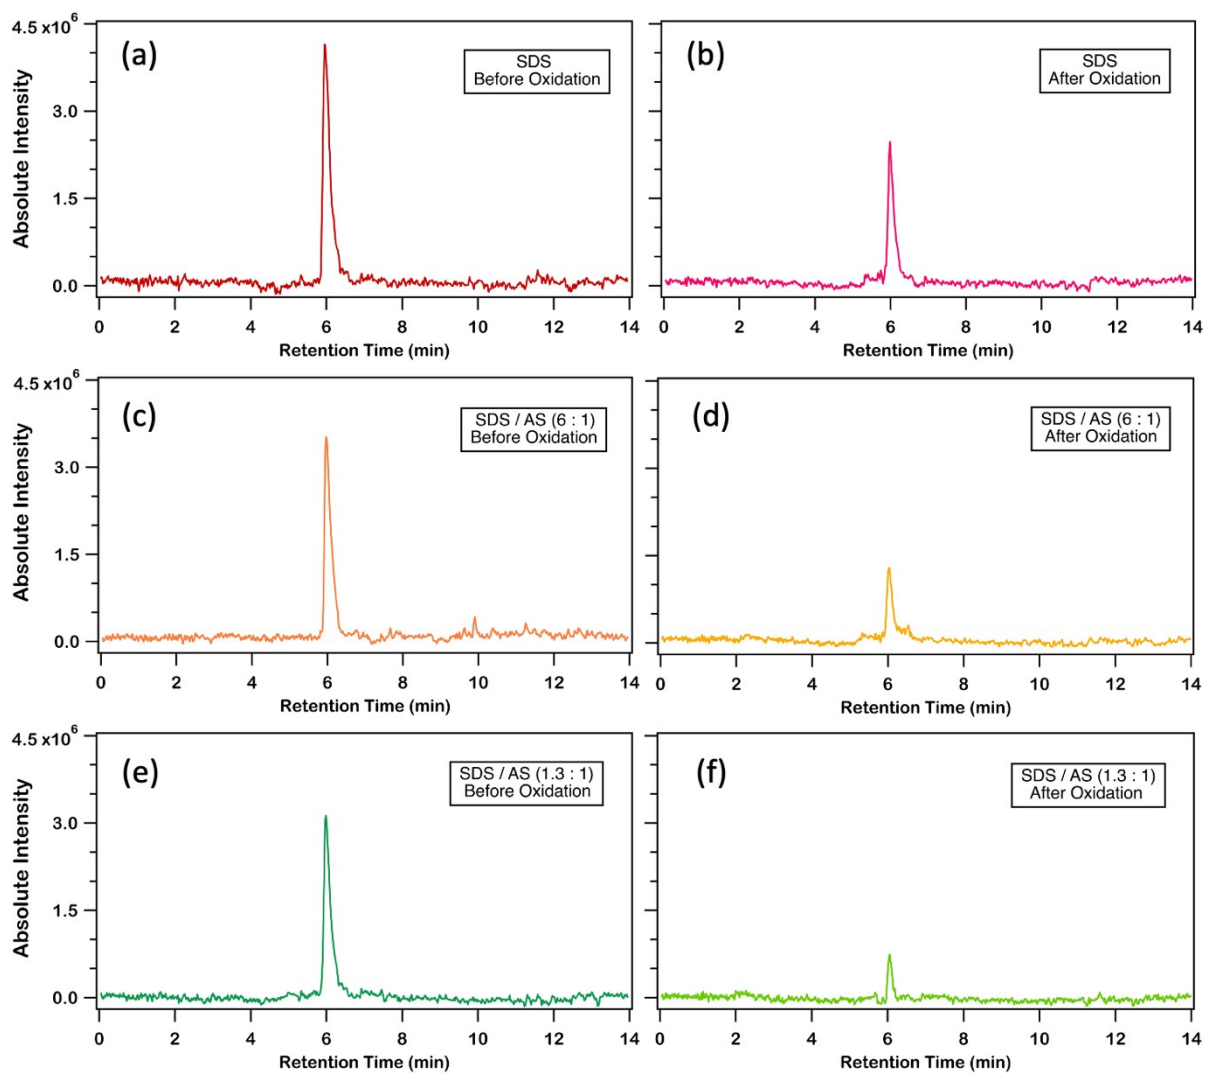 4.5 x10⁶
3.0
1.5
0.0
Absolute Intensity
(a)
SDS
Before Oxidation
0 2 4 6 8 10 12 14
Retention Time (min)
(b)
SDS
After Oxidation
0 2 4 6 8 10 12 14
Retention Time (min)
4.5 x10⁶
3.0
1.5
0.0
Absolute Intensity
(c)
SDS / AS (6 : 1)
Before Oxidation
0 2 4 6 8 10 12 14
Retention Time (min)
(d)
SDS / AS (6 : 1)
After Oxidation
0 2 4 6 8 10 12 14
Retention Time (min)
4.5 x10⁶
3.0
1.5
0.0
Absolute Intensity
(e)
SDS / AS (1.3 : 1)
Before Oxidation
0 2 4 6 8 10 12 14
Retention Time (min)
(f)
SDS / AS (1.3 : 1)
After Oxidation
0 2 4 6 8 10 12 14
Retention Time (min)